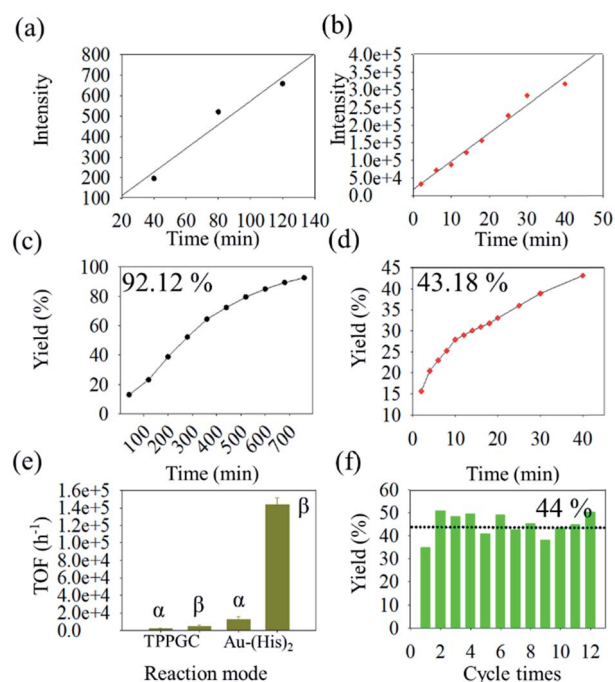 (a)
800
700
600
500
400
300
200
100
Intensity
20 40 60 80 100 120 140
Time (min)
(b)
4.0e+5
3.5e+5
3.0e+5
2.5e+5
2.0e+5
1.5e+5
1.0e+5
5.0e+4
Intensity
0 10 20 30 40 50
Time (min)
(c)
92.12 %
100
80
60
40
20
0
Yield (%)
100 200 300 400 500 600 700
Time (min)
(d)
43.18 %
45
40
35
30
25
20
15
10
Yield (%)
0 10 20 30 40
Time (min)
(e)
1.6e+5
1.4e+5
1.2e+5
1.0e+5
8.0e+4
6.0e+4
4.0e+4
2.0e+4
0.0
TOF (h⁻¹)
α β α β
TPPGC Au-(His)₂
Reaction mode
(f)
44 %
60
50
40
30
20
10
0
Yield (%)
0 2 4 6 8 10 12
Cycle times